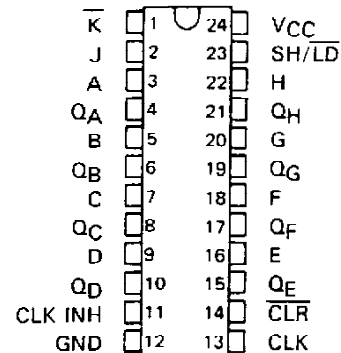 K̅ 1 24 VCC
J 2 23 SH/L̅D̅
A 3 22 H
QA 4 21 QH
B 5 20 G
QB 6 19 QG
C 7 18 F
QC 8 17 QF
D 9 16 E
QD 10 15 QE
CLK INH 11 14 C̅L̅R̅
GND 12 13 CLK